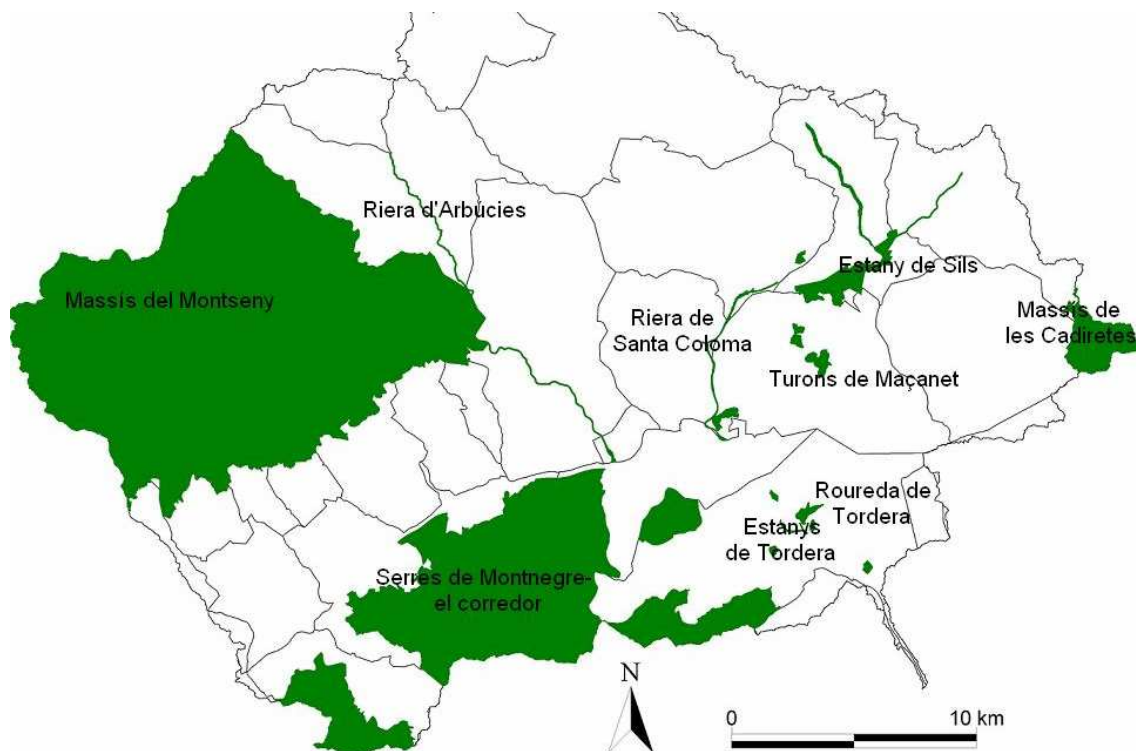 Riera d'Arbúcies
Estany de Sils
Massís del Montseny
Massís de
les Cadiretes
Riera de
Santa Coloma
Turons de Maçanet
Roureda de
Tordera
Estanys
de Tordera
Serres de Montnegre-
el corredor
N
0
10 km